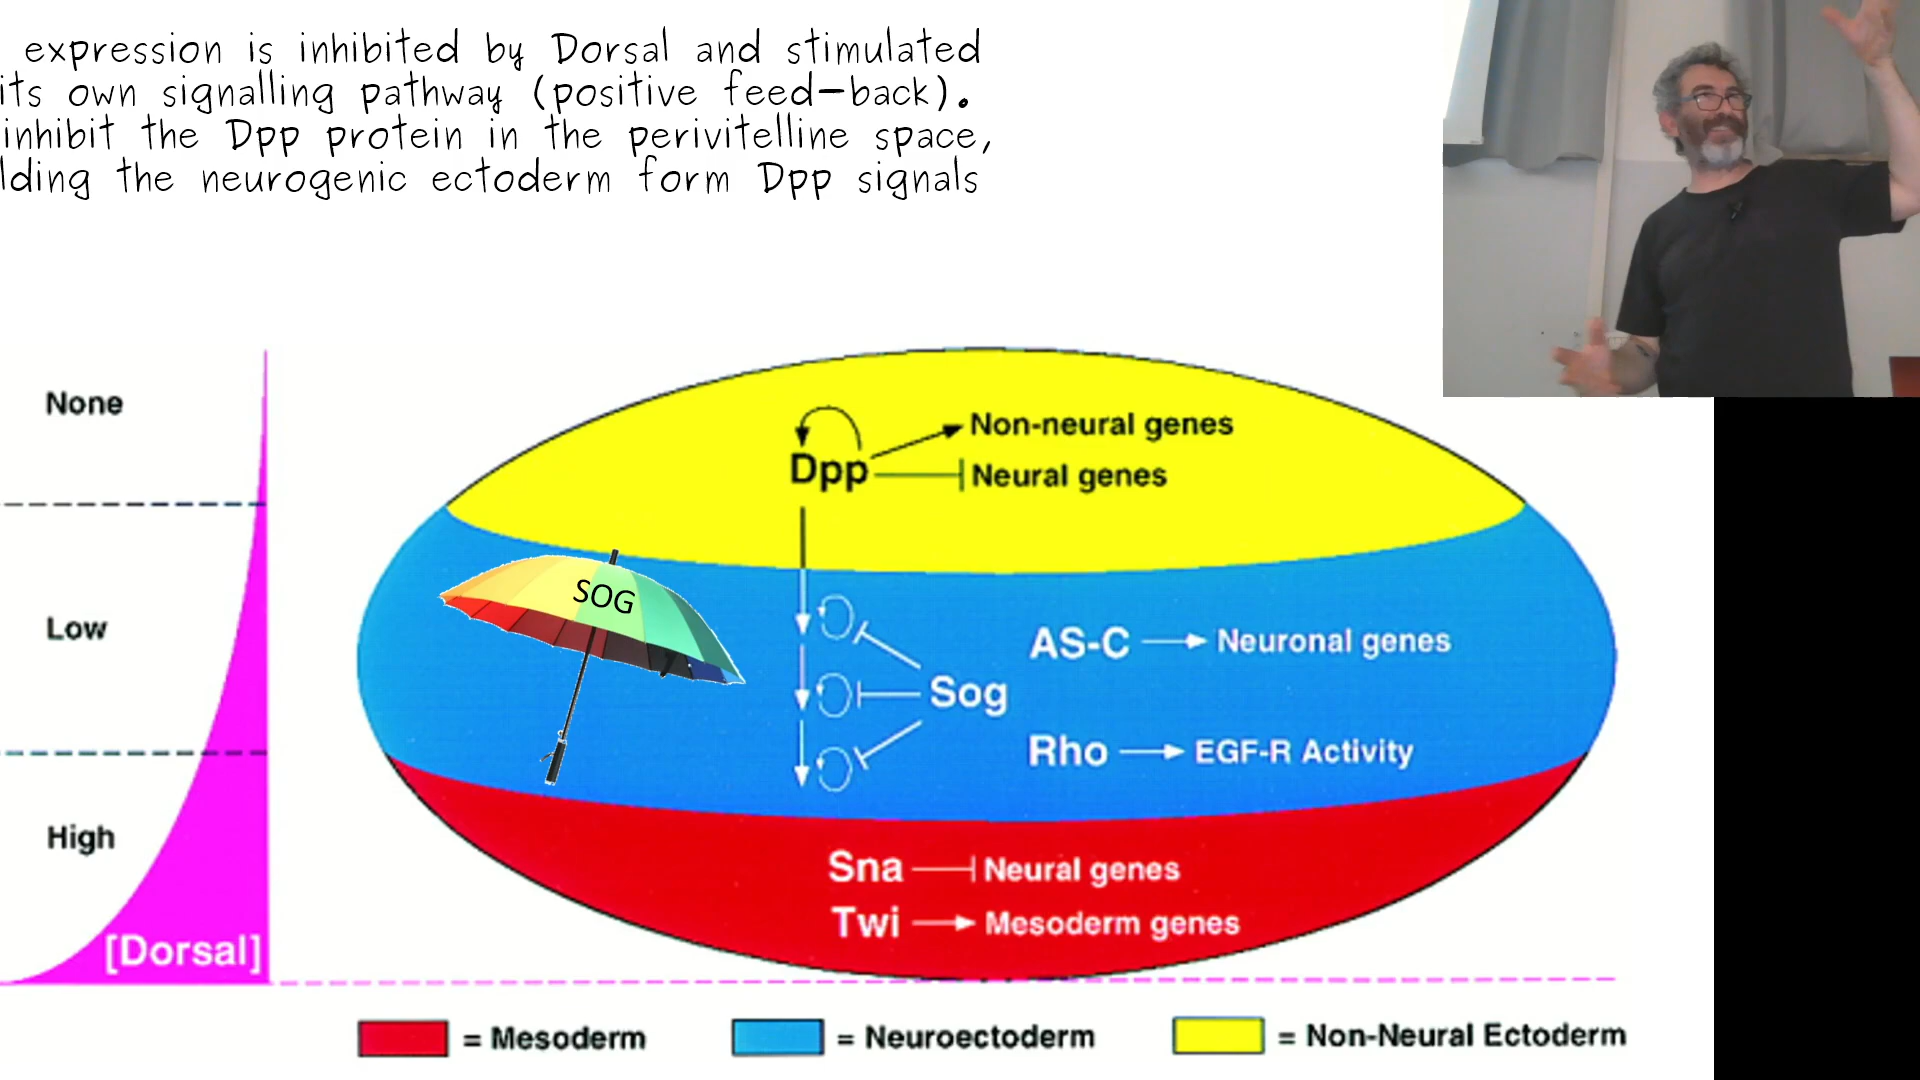 expression is inhibited by Dorsal and stimulated
its own signalling pathway (positive feed-back).
inhibit the Dpp protein in the perivitelline space,
lding the neurogenic ectoderm form Dpp signals
None
Low
High
[Dorsal]
Dpp
Non-neural genes
Neural genes
SOG
Sog
AS-C
Neuronal genes
Rho
EGF-R Activity
Sna
Neural genes
Twi
Mesoderm genes
= Mesoderm
= Neuroectoderm
= Non-Neural Ectoderm